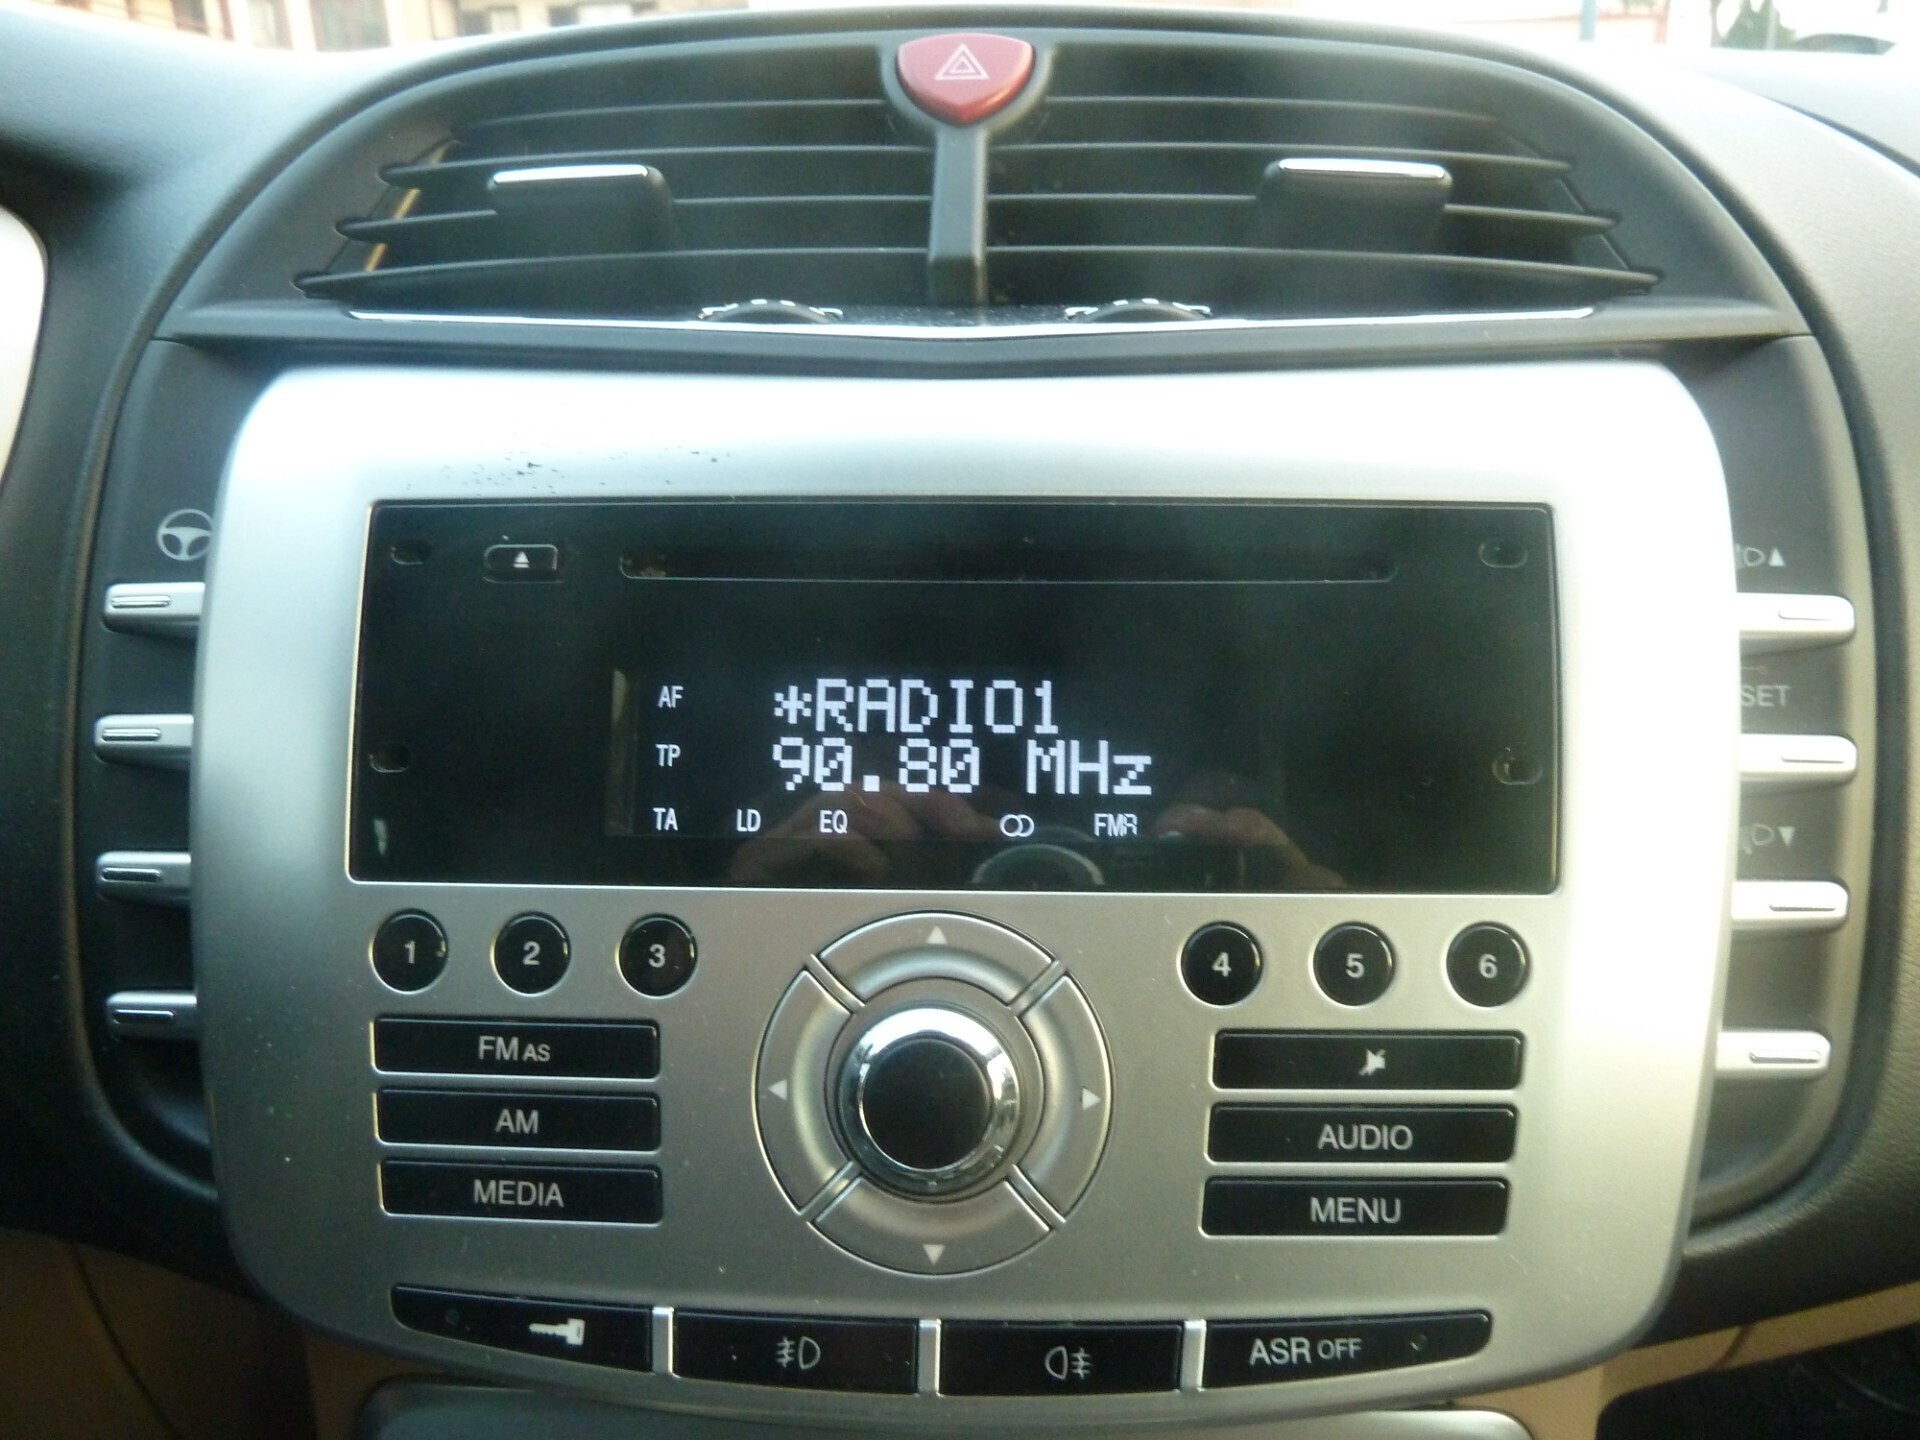 SET
AF
*RADIO1
TP
90.80 MHz
TA LD EQ FMR
1 2 3 4 5 6
FM AS
AM
AUDIO
MEDIA
MENU
ASR OFF